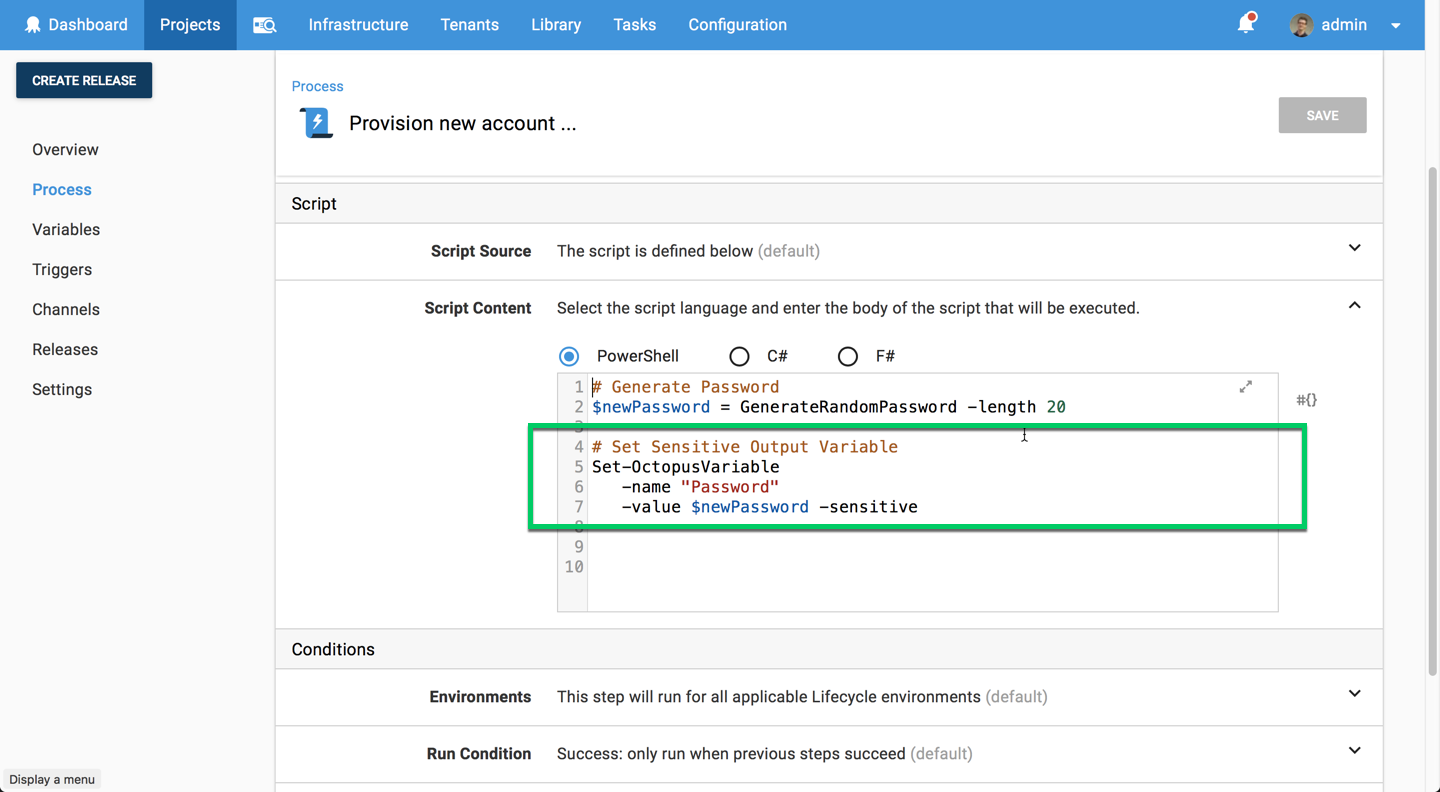 Dashboard Projects Infrastructure Tenants Library Tasks Configuration admin
CREATE RELEASE
Overview
Process
Variables
Triggers
Channels
Releases
Settings
Process
Provision new account ...
SAVE
Script
Script Source The script is defined below (default)
Script Content Select the script language and enter the body of the script that will be executed.
PowerShell C# F#
1 # Generate Password
2 $newPassword = GenerateRandomPassword -length 20
#{}
3
4 # Set Sensitive Output Variable
5 Set-OctopusVariable
6 -name "Password"
7 -value $newPassword -sensitive
8
9
10
Conditions
Environments This step will run for all applicable Lifecycle environments (default)
Run Condition Success: only run when previous steps succeed (default)
Display a menu